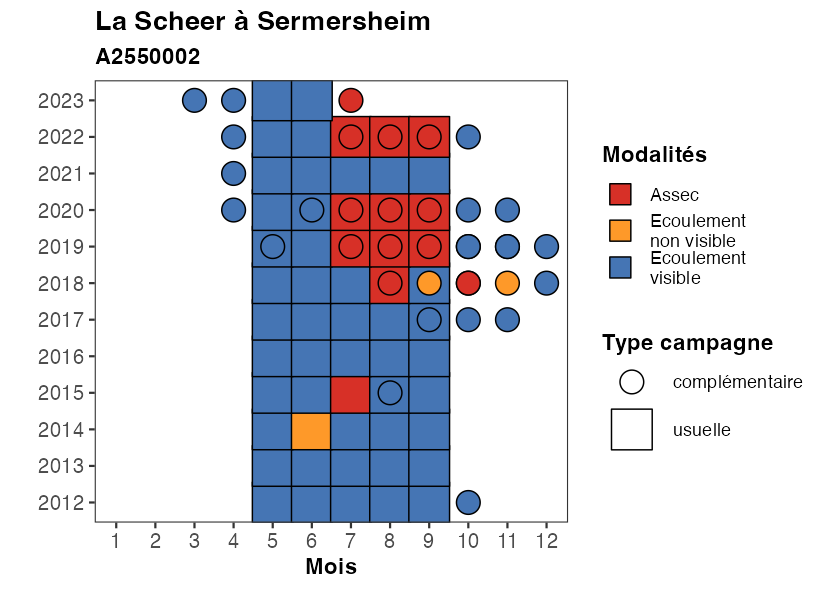 La Scheer à Sermersheim
A2550002
2023
2022
2021
2020
2019
2018
2017
2016
2015
2014
2013
2012
1 2 3 4 5 6 7 8 9 10 11 12
Mois
Modalités
Assec
Ecoulement
non visible
Ecoulement
visible
Type campagne
complémentaire
usuelle